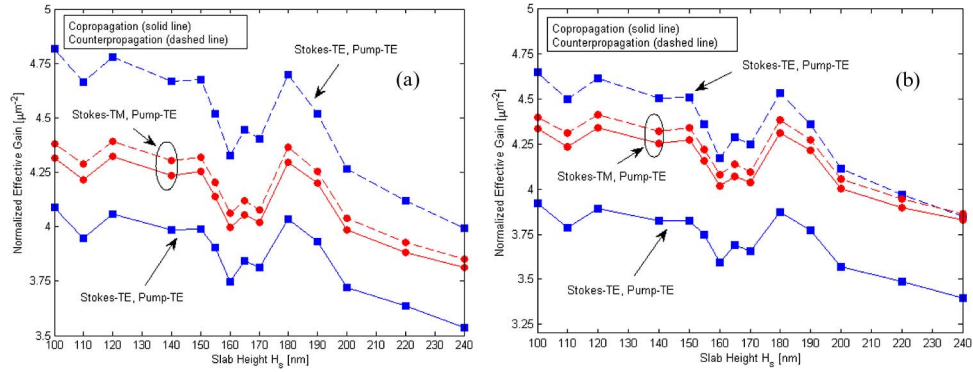 Copropagation (solid line)
Counterpropagation (dashed line)
Stokes-TE, Pump-TE
(a)
Stokes-TM, Pump-TE
Stokes-TE, Pump-TE
Normalized Effective Gain [μm⁻²]
5
4.75
4.5
4.25
4
3.75
3.5
100 110 120 130 140 150 160 170 180 190 200 210 220 230 240
Slab Height Hₛ [nm]
Copropagation (solid line)
Counterpropagation (dashed line)
Stokes-TE, Pump-TE
(b)
Stokes-TM, Pump-TE
Stokes-TE, Pump-TE
Normalized Effective Gain [μm⁻²]
5
4.75
4.5
4.25
4
3.75
3.5
3.25
100 110 120 130 140 150 160 170 180 190 200 210 220 230 240
Slab Height Hₛ [nm]